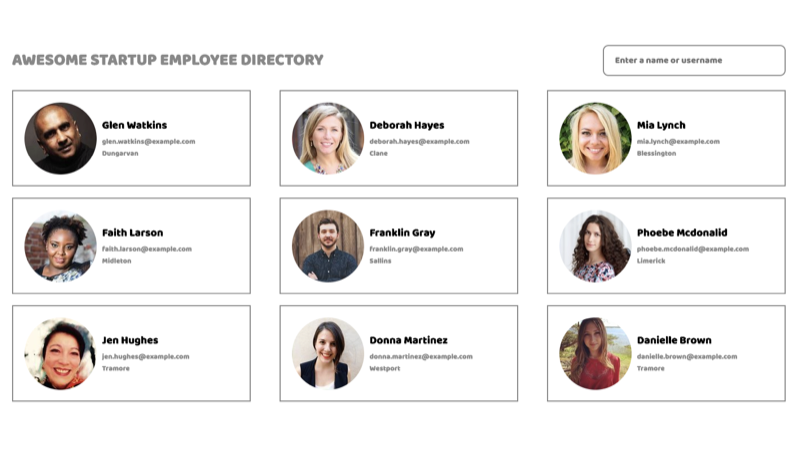 AWESOME STARTUP EMPLOYEE DIRECTORY
Enter a name or username
Glen Watkins
glen.watkins@example.com
Dungarvan
Deborah Hayes
deborah.hayes@example.com
Clane
Mia Lynch
mia.lynch@example.com
Blessington
Faith Larson
faith.larson@example.com
Midleton
Franklin Gray
franklin.gray@example.com
Sallins
Phoebe Mcdonalid
phoebe.mcdonalid@example.com
Limerick
Jen Hughes
jen.hughes@example.com
Tramore
Donna Martinez
donna.martinez@example.com
Westport
Danielle Brown
danielle.brown@example.com
Tramore